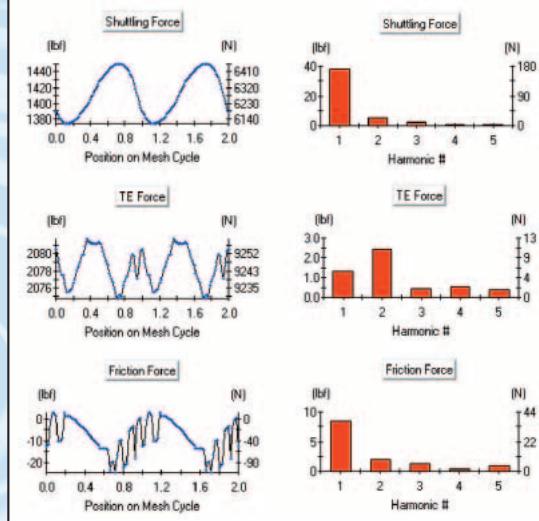 Shuttling Force
(lbf) (N)
1440 6410
1420 6320
1400 6230
1380 6140
0.0 0.4 0.8 1.2 1.6 2.0
Position on Mesh Cycle
Shuttling Force
(lbf) (N)
40 180
20 90
0 0
1 2 3 4 5
Harmonic #
TE Force
(lbf) (N)
2080 9252
2078 9243
2076 9235
0.0 0.4 0.8 1.2 1.6 2.0
Position on Mesh Cycle
TE Force
(lbf) (N)
3.0 13
2.0 9
1.0 4
0.0 0
1 2 3 4 5
Harmonic #
Friction Force
(lbf) (N)
0 0
-10 -40
-20 -90
0.0 0.4 0.8 1.2 1.6 2.0
Position on Mesh Cycle
Friction Force
(lbf) (N)
10 44
5 22
0 0
1 2 3 4 5
Harmonic #